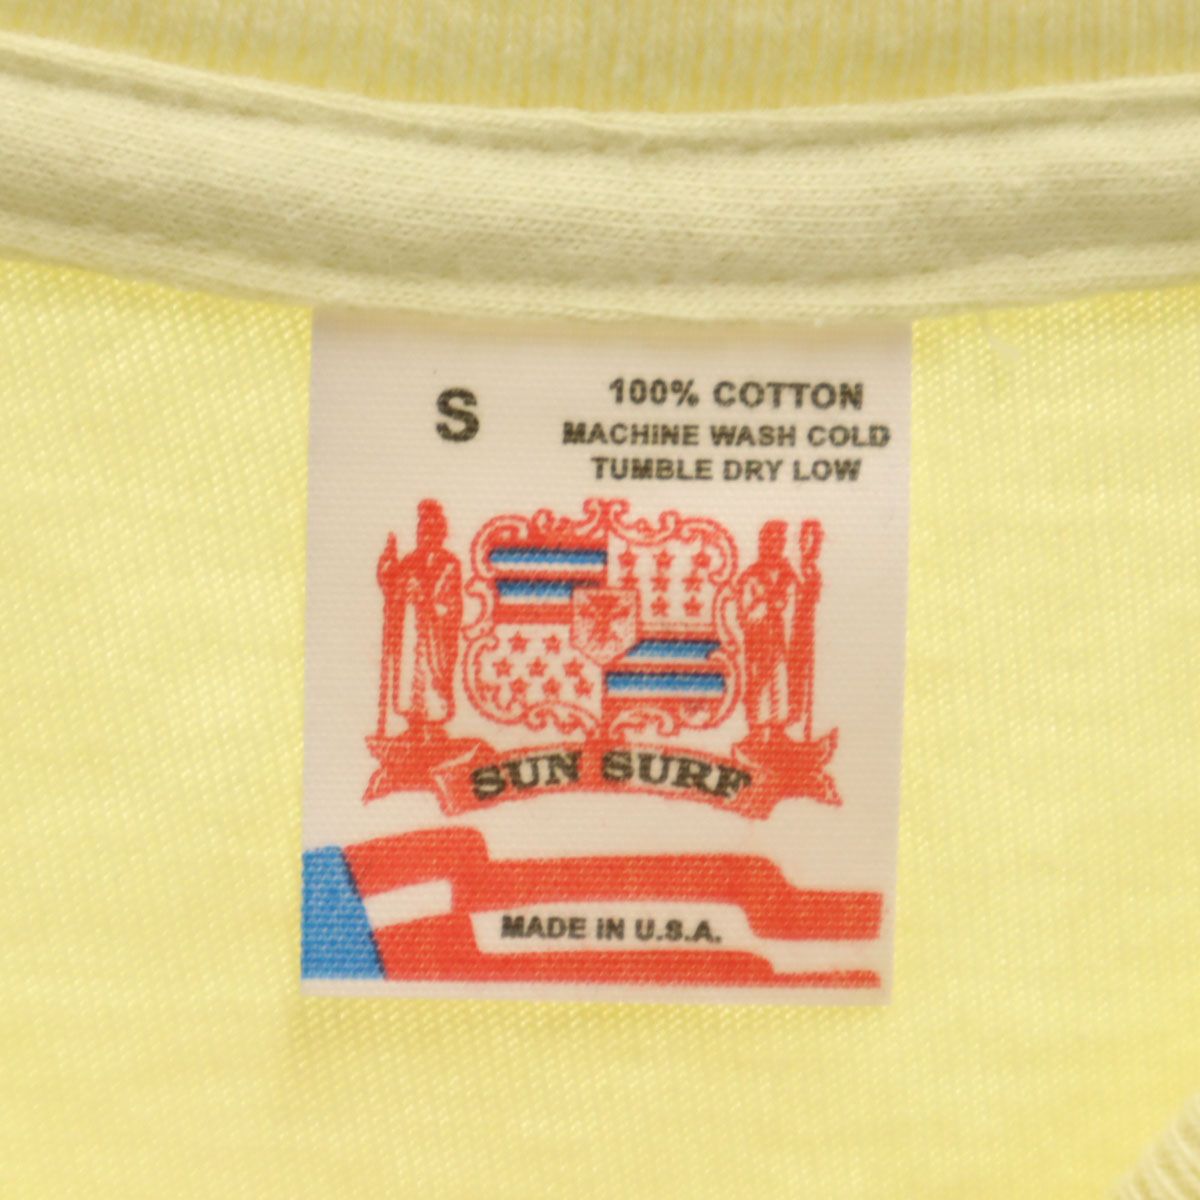 S
100% COTTON
MACHINE WASH COLD
TUMBLE DRY LOW
SUN SURF
MADE IN U.S.A.